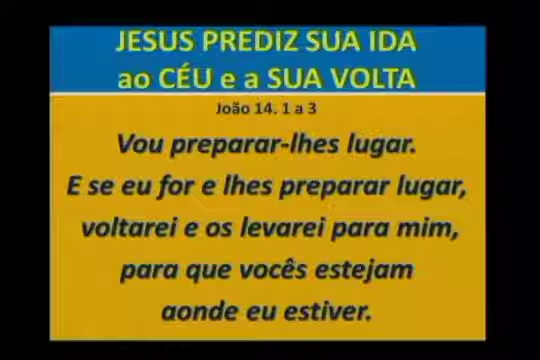 JESUS PREDIZ SUA IDA
ao CÉU e a SUA VOLTA
João 14. 1 a 3
Vou preparar-lhes lugar.
E se eu for e lhes preparar lugar,
voltarei e os levarei para mim,
para que vocês estejam
aonde eu estiver.